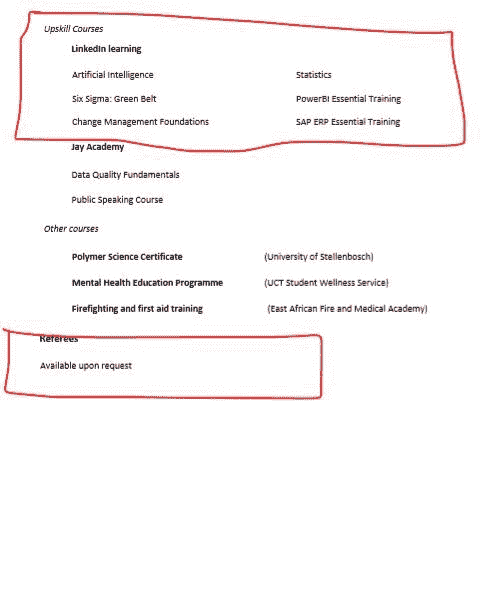 Upskill Courses
LinkedIn learning
Artificial Intelligence Statistics
Six Sigma: Green Belt PowerBI Essential Training
Change Management Foundations SAP ERP Essential Training
Jay Academy
Data Quality Fundamentals
Public Speaking Course
Other courses
Polymer Science Certificate (University of Stellenbosch)
Mental Health Education Programme (UCT Student Wellness Service)
Firefighting and first aid training (East African Fire and Medical Academy)
Referees
Available upon request